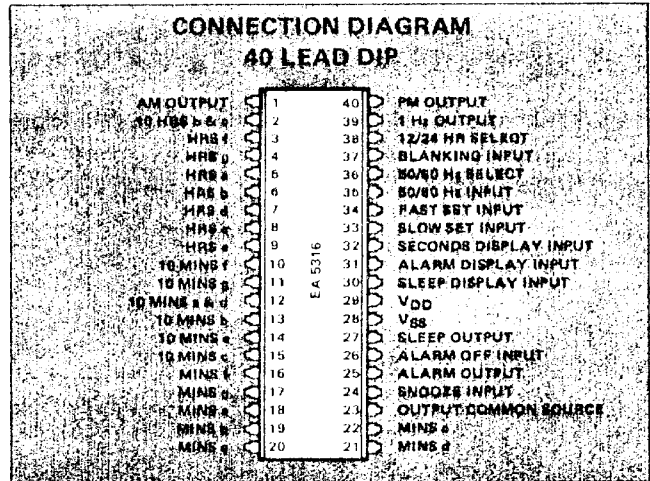 CONNECTION DIAGRAM
40 LEAD DIP
AM OUTPUT 1 40 PM OUTPUT
10 HRS b & c 2 39 1 Hz OUTPUT
HRS f 3 38 12/24 HR SELECT
HRS g 4 37 BLANKING INPUT
HRS a 5 36 50/60 Hz SELECT
HRS b 6 35 50/60 Hz INPUT
HRS d 7 34 FAST SET INPUT
HRS 8 33 SLOW SET INPUT
HRS e 9 32 SECONDS DISPLAY INPUT
10 MINS f 10 31 ALARM DISPLAY INPUT
10 MINS g 11 30 SLEEP DISPLAY INPUT
10 MINS a & d 12 29 VDD
10 MINS b 13 28 VSS
10 MINS e 14 27 SLEEP OUTPUT
10 MINS c 15 26 ALARM OFF INPUT
MINS f 16 25 ALARM OUTPUT
MINS 17 24 SNOOZE INPUT
MINS a 18 23 OUTPUT COMMON SOURCE
MINS b 19 22 MINS c
MINS e 20 21 MINS d
EA 5316